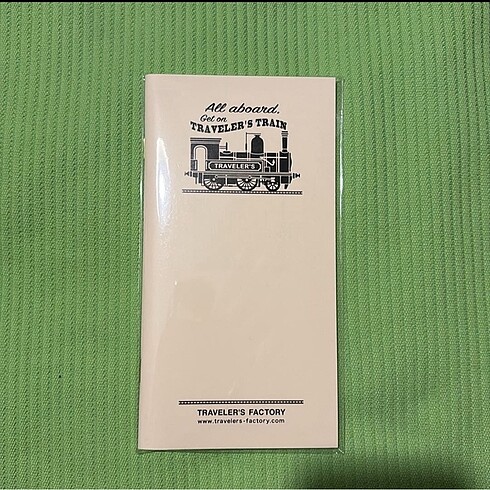 All aboard.
Get on
TRAVELER'S TRAIN
TRAVELER'S
TRAVELER'S FACTORY
www.travelers-factory.com